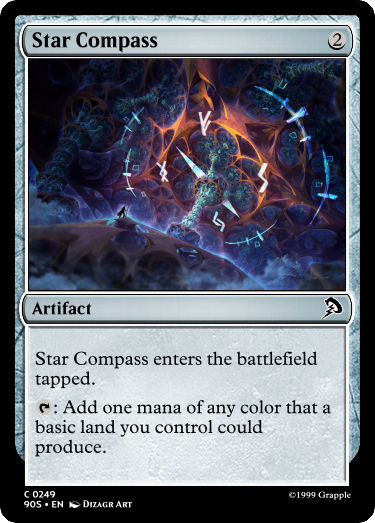 Star Compass 2
Artifact
Star Compass enters the battlefield
tapped.
: Add one mana of any color that a
basic land you control could
produce.
C 0249
90S • EN DIZAGR ART
©1999 Grapple